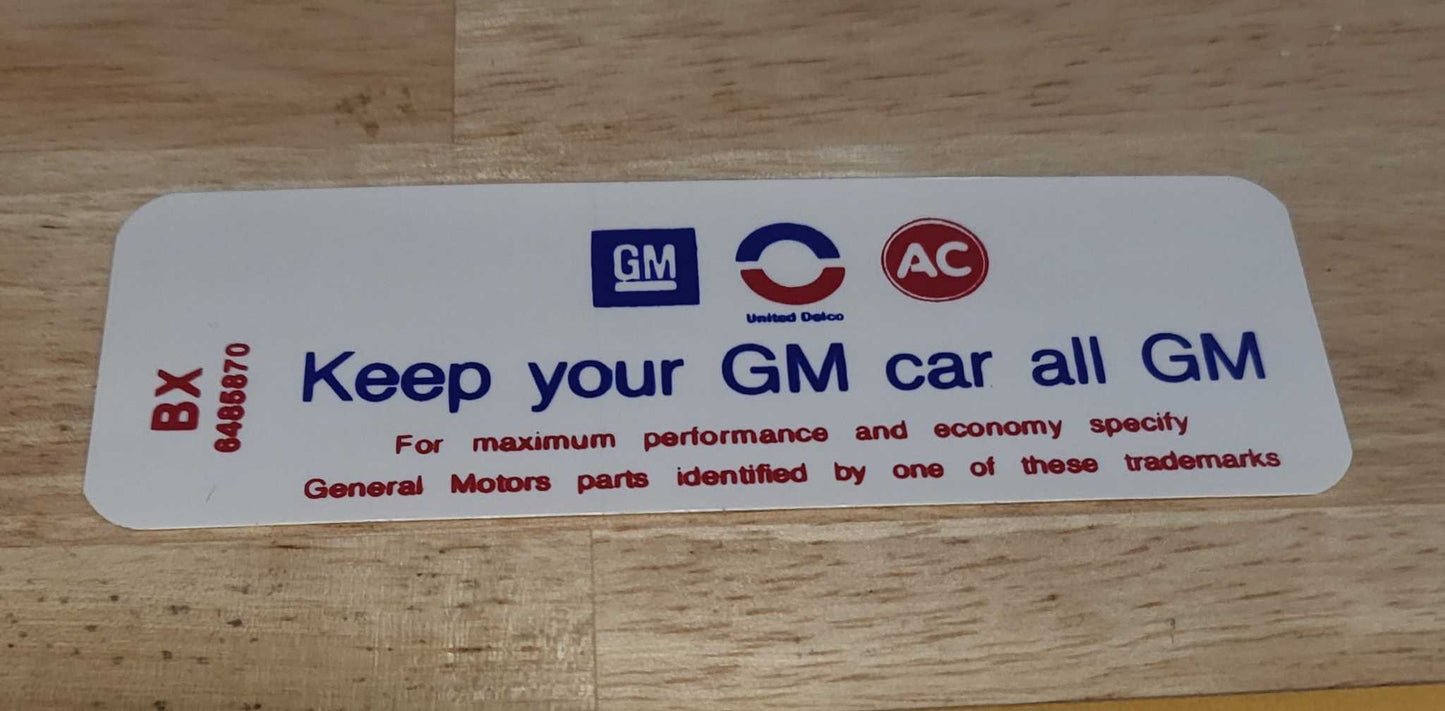 GM
United Delco
AC
BX
6485870
Keep your GM car all GM
For maximum performance and economy specify
General Motors parts identified by one of these trademarks